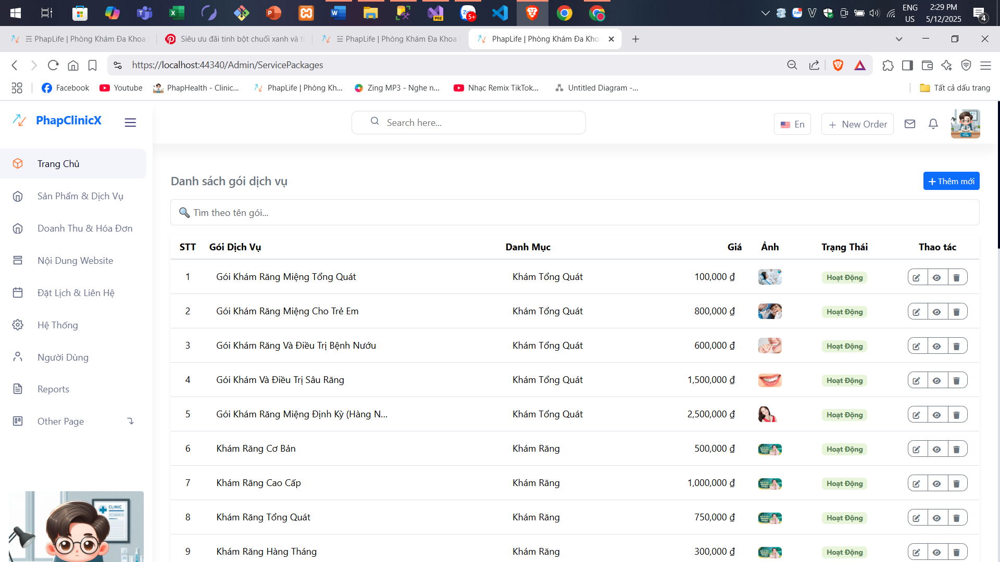 ENG
US
2:29 PM
5/12/2025
4
5+
☰ PhapLife | Phòng Khám Đa Khoa
Siêu ưu đãi tinh bột chuối xanh và ti
☰ PhapLife | Phòng Khám Đa Khoa
PhapLife | Phòng Khám Đa Kho
https://localhost:44340/Admin/ServicePackages
Facebook
Youtube
PhapHealth - Clinic...
PhapLife | Phòng Kh...
Zing MP3 - Nghe n...
Nhạc Remix TikTok...
Untitled Diagram -...
Tất cả dấu trang
PhapClinicX
Search here...
En
+ New Order
Trang Chủ
Sản Phẩm & Dịch Vụ
Doanh Thu & Hóa Đơn
Nội Dung Website
Đặt Lịch & Liên Hệ
Hệ Thống
Người Dùng
Reports
Other Page
CLINIC
Danh sách gói dịch vụ
+ Thêm mới
🔍 Tìm theo tên gói...
STT Gói Dịch Vụ Danh Mục Giá Ảnh Trạng Thái Thao tác
1 Gói Khám Răng Miệng Tổng Quát Khám Tổng Quát 100,000 ₫ Hoạt Động
2 Gói Khám Răng Miệng Cho Trẻ Em Khám Tổng Quát 800,000 ₫ Hoạt Động
3 Gói Khám Răng Và Điều Trị Bệnh Nướu Khám Tổng Quát 600,000 ₫ Hoạt Động
4 Gói Khám Và Điều Trị Sâu Răng Khám Tổng Quát 1,500,000 ₫ Hoạt Động
5 Gói Khám Răng Miệng Định Kỳ (Hàng N... Khám Tổng Quát 2,500,000 ₫ Hoạt Động
6 Khám Răng Cơ Bản Khám Răng 500,000 ₫ Hoạt Động
7 Khám Răng Cao Cấp Khám Răng 1,000,000 ₫ Hoạt Động
8 Khám Răng Tổng Quát Khám Răng 750,000 ₫ Hoạt Động
9 Khám Răng Hàng Tháng Khám Răng 300,000 ₫ Hoạt Động